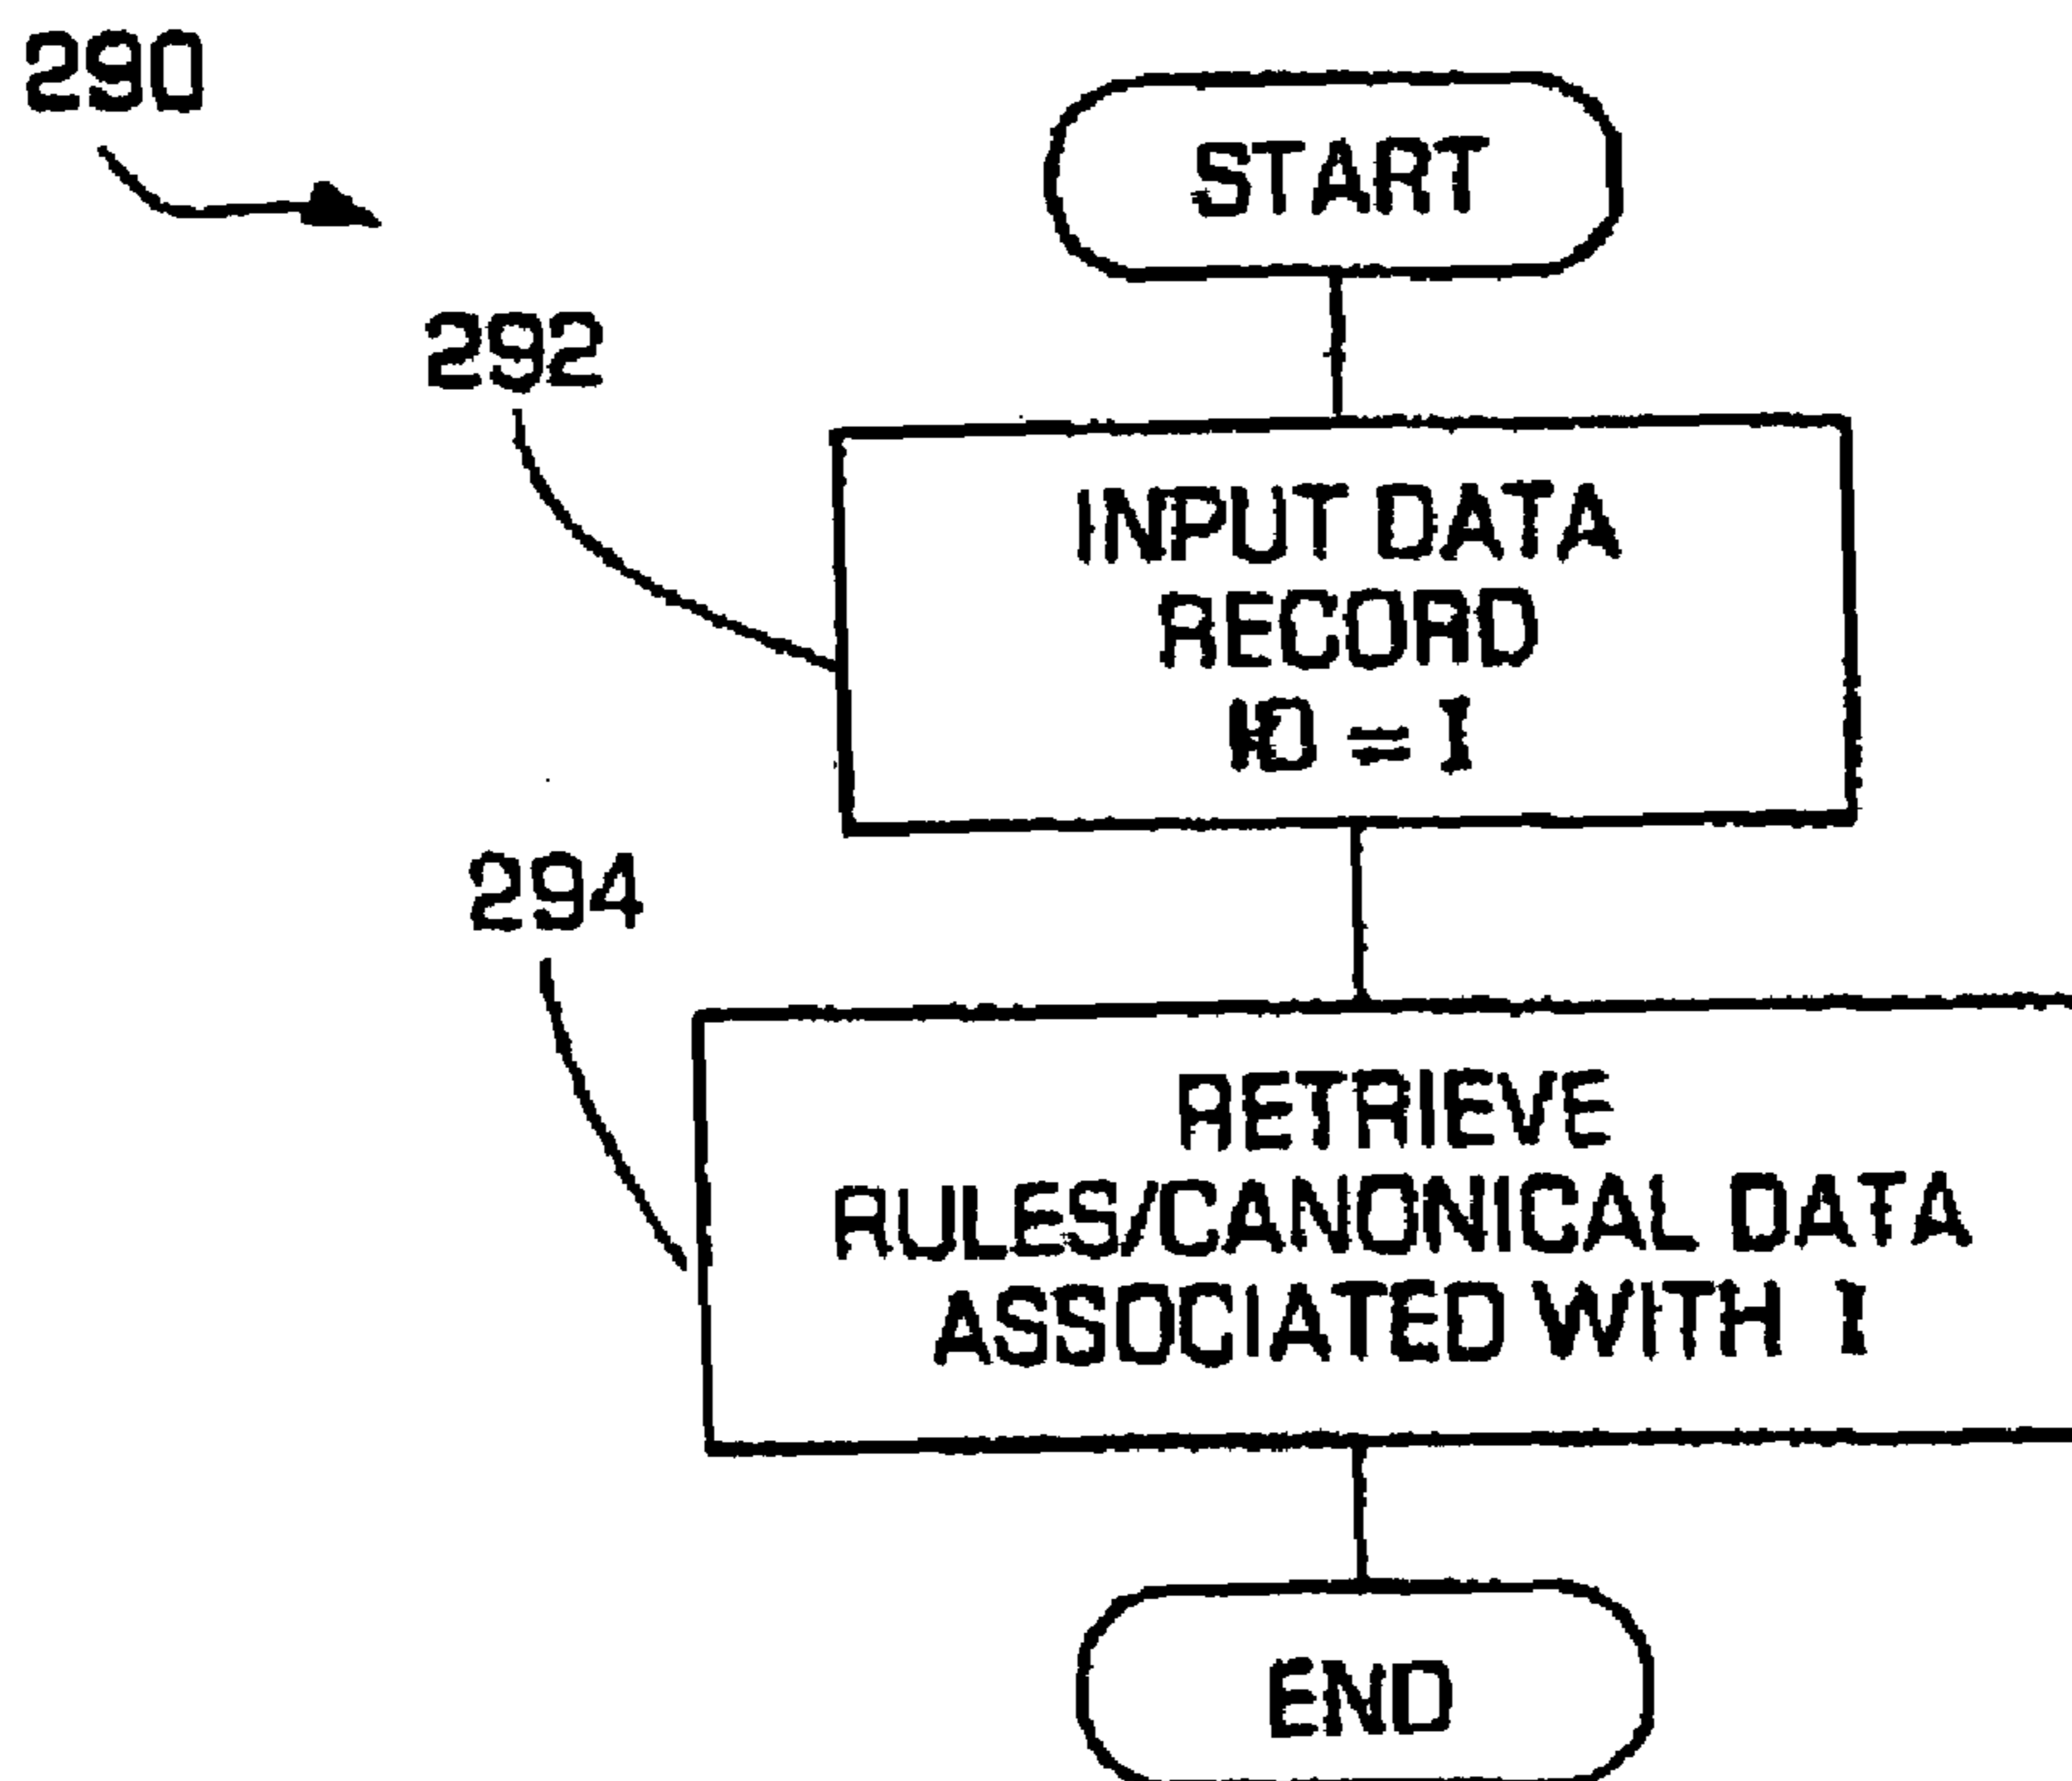 290
START
292
INPUT DATA
RECORD
ID = I
294
RETRIEVE
RULES/CANONICAL DATA
ASSOCIATED WITH I
END